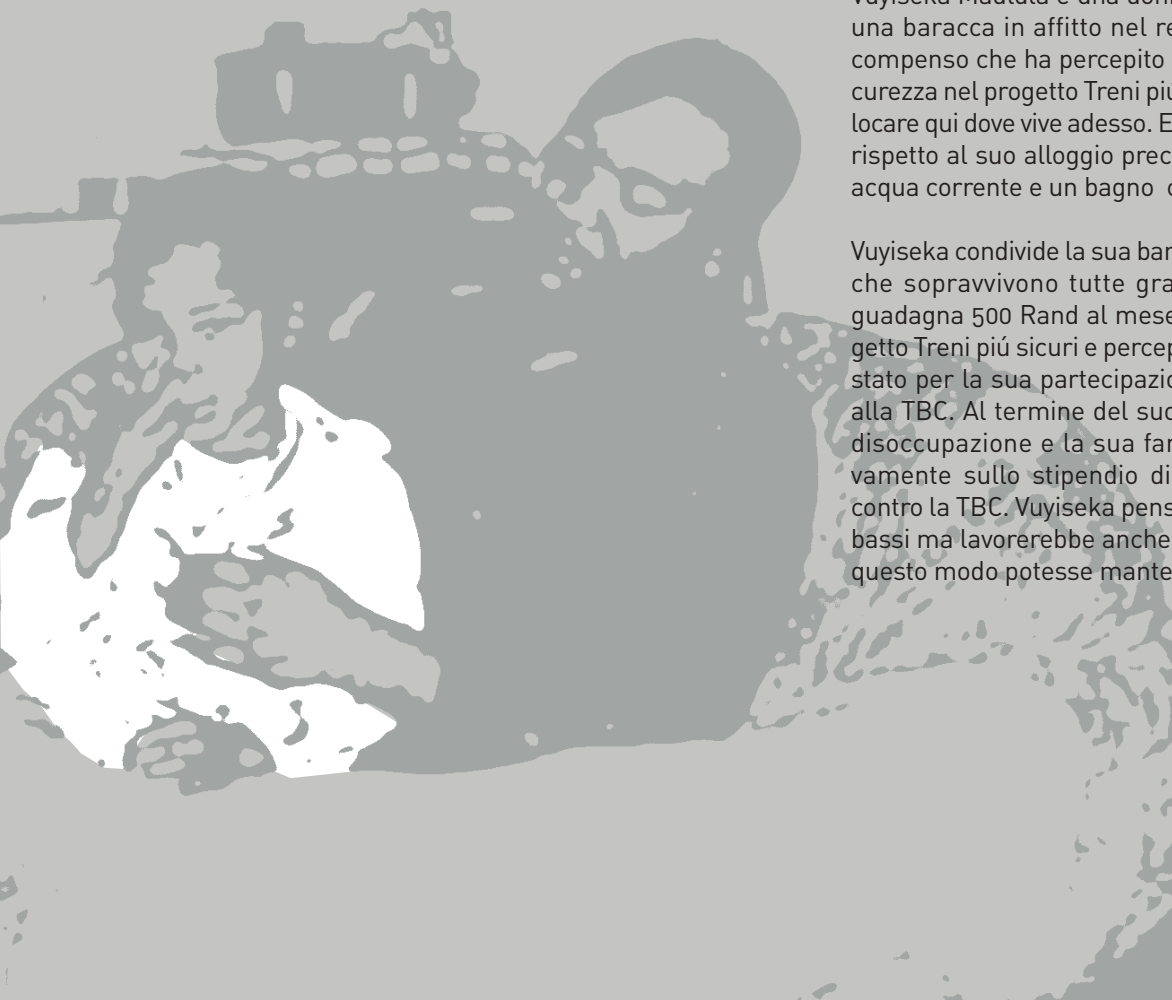 Vuyiseka Madlala è una don
una baracca in affitto nel re
compenso che ha percepito
curezza nel progetto Treni piú
locare qui dove vive adesso. E
rispetto al suo alloggio prec
acqua corrente e un bagno c
Vuyiseka condivide la sua bar
che sopravvivono tutte gra
guadagna 500 Rand al mese
getto Treni piú sicuri e percep
stato per la sua partecipazio
alla TBC. Al termine del suo
disoccupazione e la sua fam
vamente sullo stipendio di
contro la TBC. Vuyiseka pens
bassi ma lavorerebbe anche
questo modo potesse mante